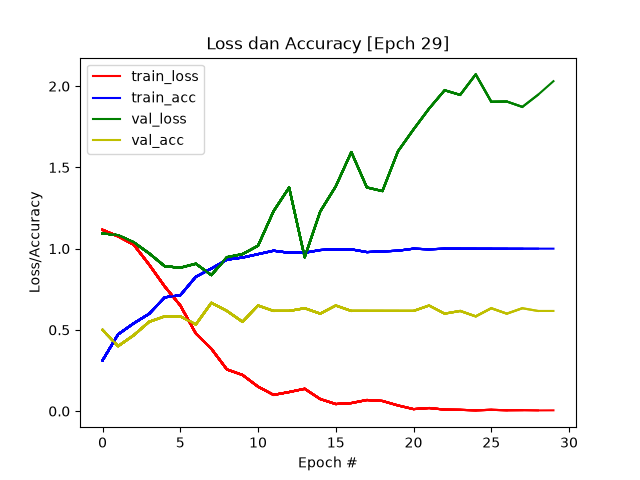 Loss dan Accuracy [Epch 29]
train_loss
train_acc
val_loss
val_acc
Loss/Accuracy
2.0
1.5
1.0
0.5
0.0
0 5 10 15 20 25 30
Epoch #